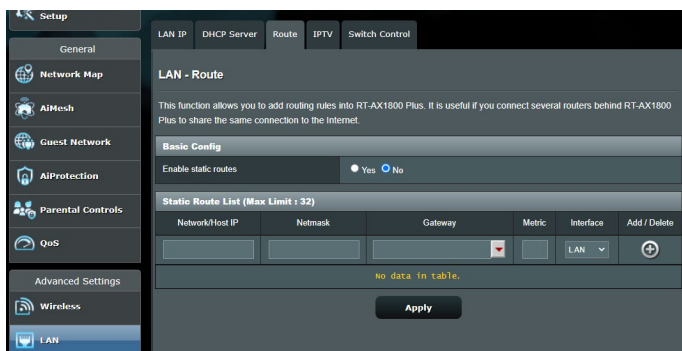 Setup
General
Network Map
AiMesh
Guest Network
AiProtection
Parental Controls
QoS
Advanced Settings
Wireless
LAN
LAN IP DHCP Server Route IPTV Switch Control
LAN - Route
This function allows you to add routing rules into RT-AX1800 Plus. It is useful if you connect several routers behind RT-AX1800
Plus to share the same connection to the Internet.
Basic Config
Enable static routes Yes No
Static Route List (Max Limit : 32)
Network/Host IP Netmask Gateway Metric Interface Add / Delete
LAN
No data in table.
Apply